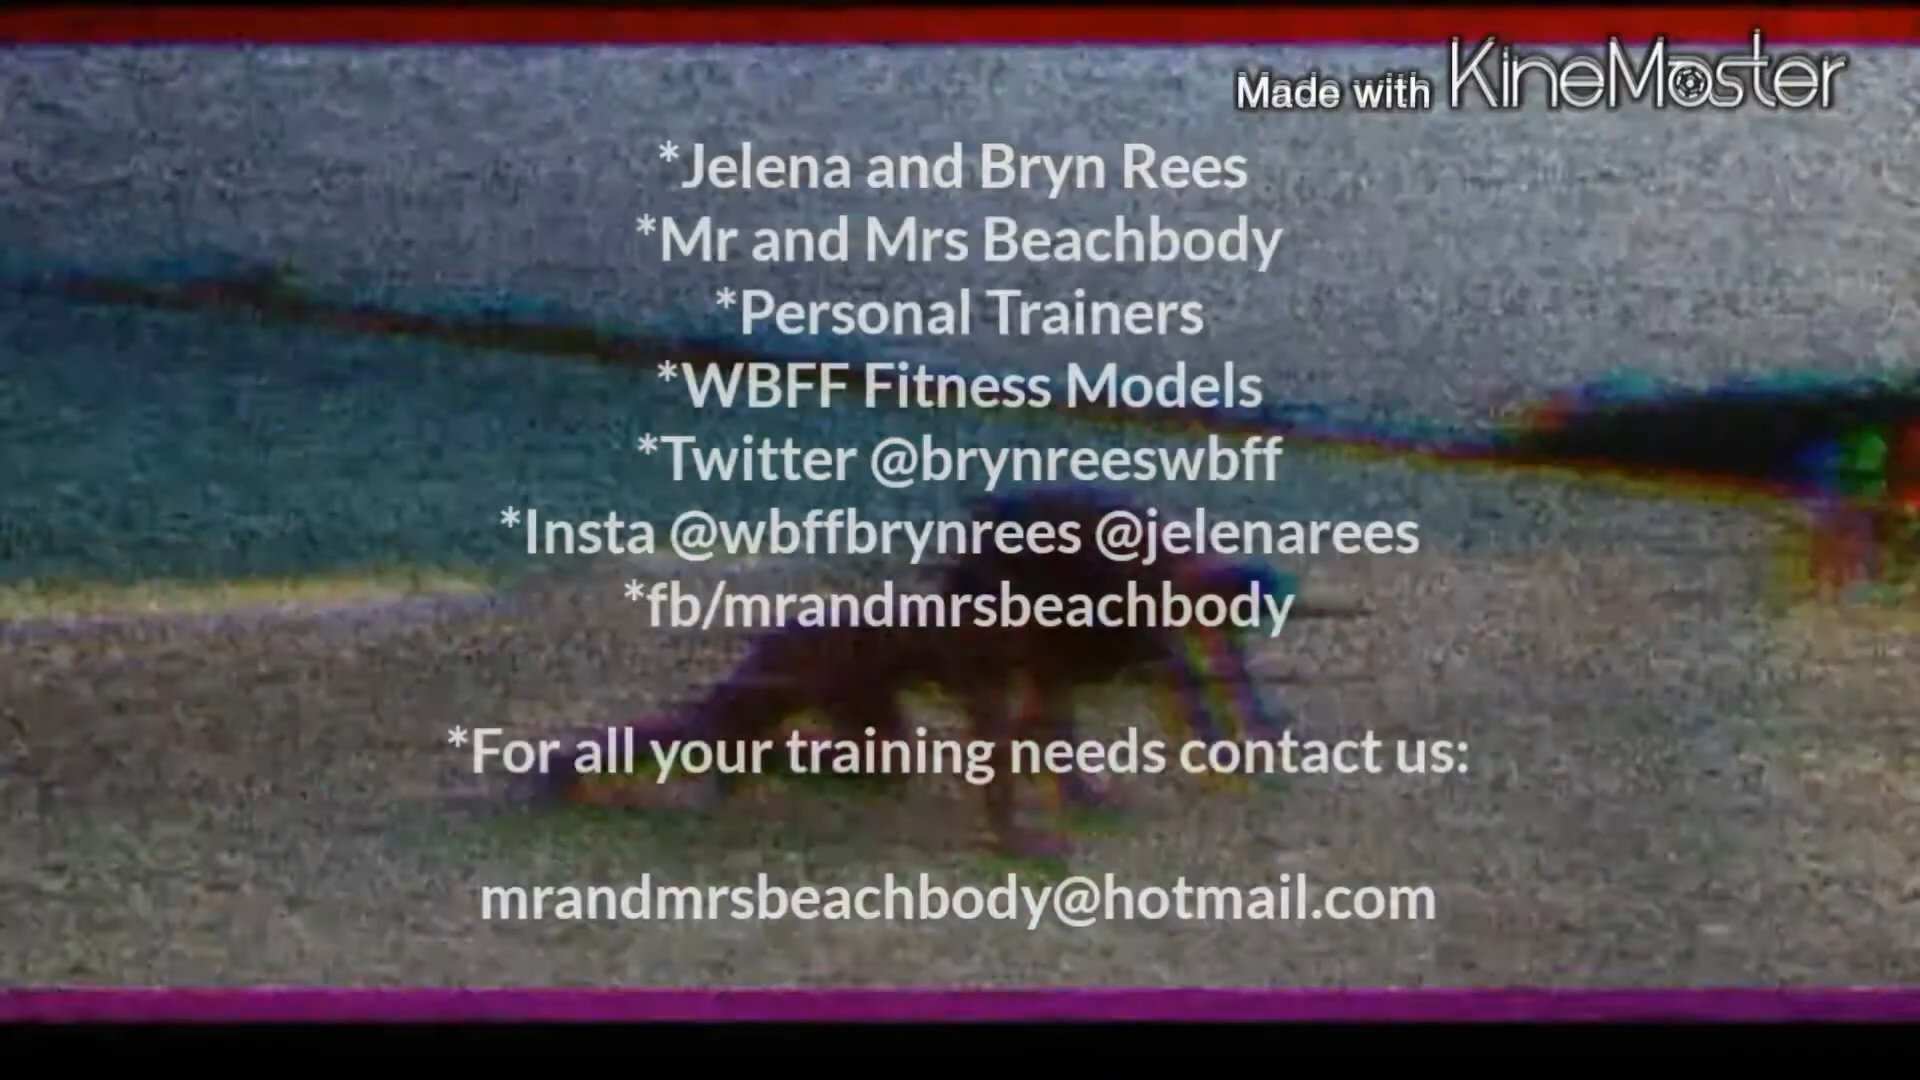 Made with KineMaster
*Jelena and Bryn Rees
*Mr and Mrs Beachbody
*Personal Trainers
*WBFF Fitness Models
*Twitter @brynreeswbff
*Insta @wbffbrynrees @jelenarees
*fb/mrandmrsbeachbody
*For all your training needs contact us:
mrandmrsbeachbody@hotmail.com